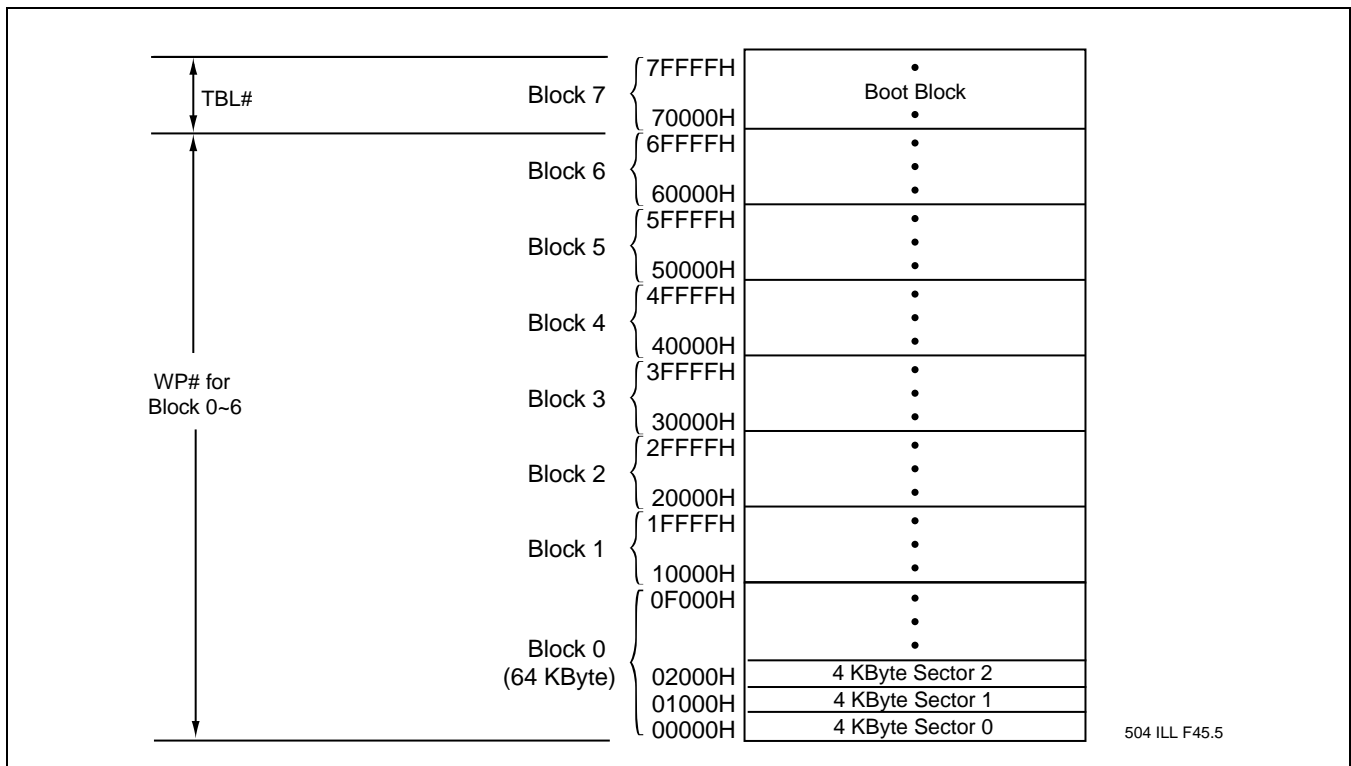 7FFFFH
TBL#
Block 7
Boot Block
70000H
6FFFFH
Block 6
60000H
5FFFFH
Block 5
50000H
4FFFFH
Block 4
40000H
WP# for
Block 0~6
3FFFFH
Block 3
30000H
2FFFFH
Block 2
20000H
1FFFFH
Block 1
10000H
0F000H
Block 0
(64 KByte)
02000H
4 KByte Sector 2
01000H
4 KByte Sector 1
00000H
4 KByte Sector 0
504 ILL F45.5